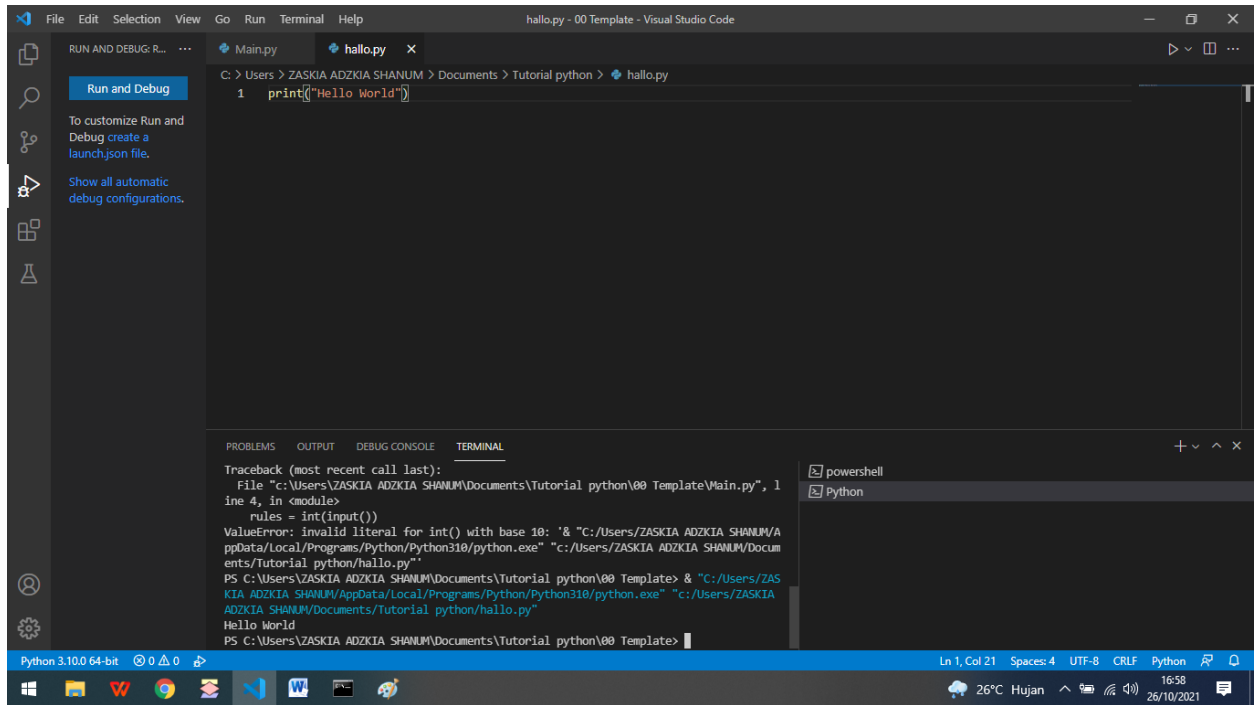 File Edit Selection View Go Run Terminal Help hallo.py - 00 Template - Visual Studio Code
RUN AND DEBUG: R... ···
Main.py
hallo.py
Run and Debug
To customize Run and
Debug create a
launch.json file.
Show all automatic
debug configurations.
C: > Users > ZASKIA ADZKIA SHANUM > Documents > Tutorial python > hallo.py
1 print("Hello World")
PROBLEMS OUTPUT DEBUG CONSOLE TERMINAL
Traceback (most recent call last):
File "c:\Users\ZASKIA ADZKIA SHANUM\Documents\Tutorial python\00 Template\Main.py", l
ine 4, in <module>
rules = int(input())
ValueError: invalid literal for int() with base 10: '& "C:/Users/ZASKIA ADZKIA SHANUM/A
ppData/Local/Programs/Python/Python310/python.exe" "c:/Users/ZASKIA ADZKIA SHANUM/Docum
ents/Tutorial python/hallo.py"'
PS C:\Users\ZASKIA ADZKIA SHANUM\Documents\Tutorial python\00 Template> & "C:/Users/ZAS
KIA ADZKIA SHANUM/AppData/Local/Programs/Python/Python310/python.exe" "c:/Users/ZASKIA
ADZKIA SHANUM/Documents/Tutorial python/hallo.py"
Hello World
PS C:\Users\ZASKIA ADZKIA SHANUM\Documents\Tutorial python\00 Template>
powershell
Python
Python 3.10.0 64-bit 0 0 Ln 1, Col 21 Spaces: 4 UTF-8 CRLF Python
26°C Hujan
16:58
26/10/2021